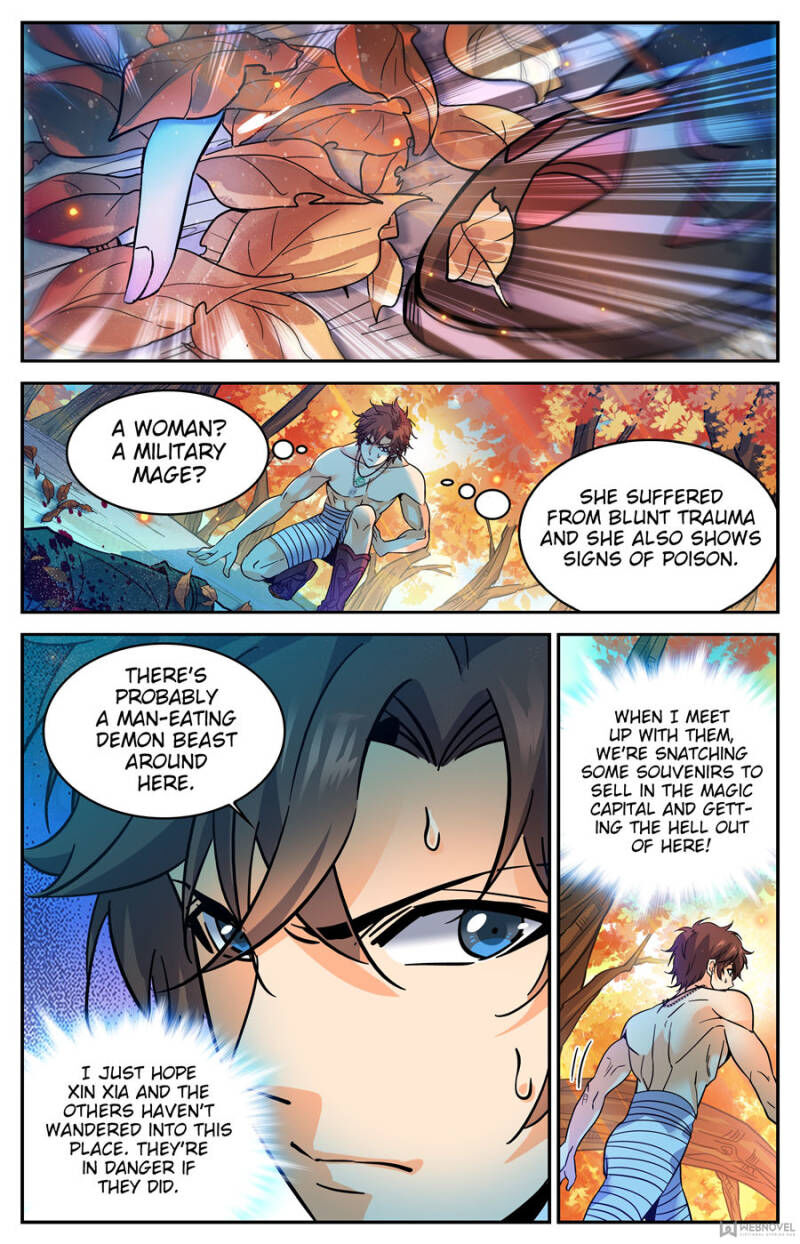 A WOMAN?
A MILITARY
MAGE?
SHE SUFFERED
FROM BLUNT TRAUMA
AND SHE ALSO SHOWS
SIGNS OF POISON.
THERE'S
PROBABLY
A MAN-EATING
DEMON BEAST
AROUND
HERE.
I JUST HOPE
XIN XIA AND THE
OTHERS HAVEN'T
WANDERED INTO THIS
PLACE. THEY'RE
IN DANGER IF
THEY DID.
WHEN I MEET
UP WITH THEM,
WE'RE SNATCHING
SOME SOUVENIRS TO
SELL IN THE MAGIC
CAPITAL AND GETT-
ING THE HELL OUT
OF HERE!
WEBNOVEL